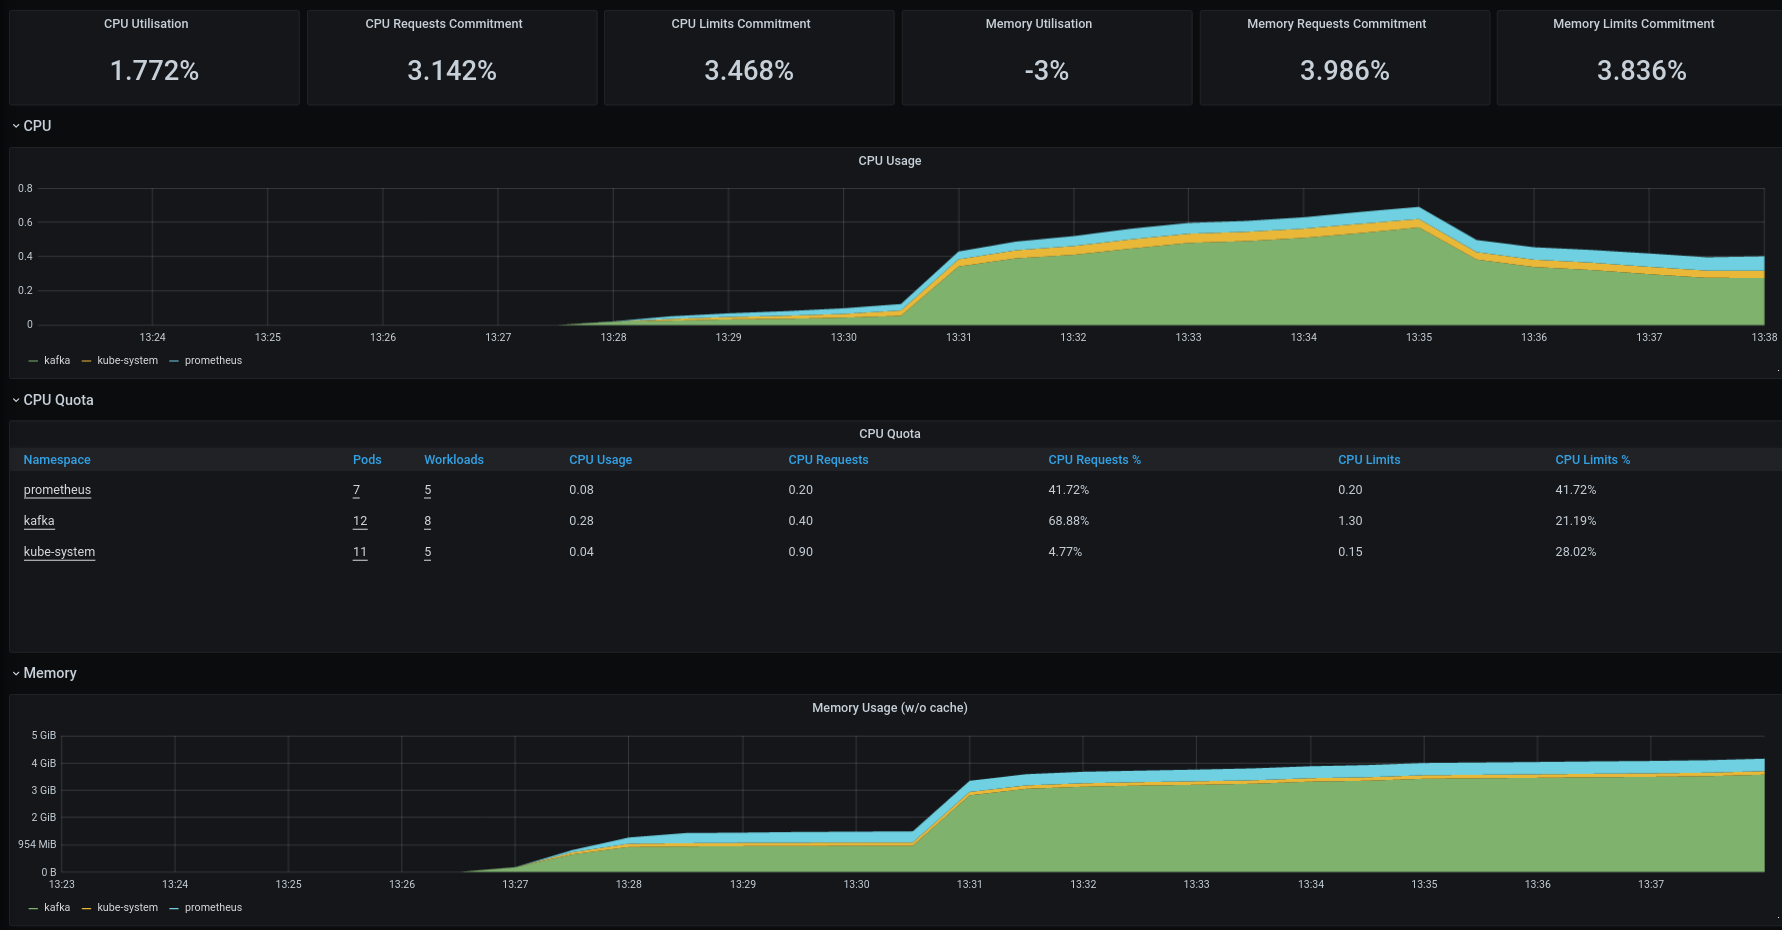 CPU Utilisation CPU Requests Commitment CPU Limits Commitment Memory Utilisation Memory Requests Commitment Memory Limits Commitment
1.772% 3.142% 3.468% -3% 3.986% 3.836%
CPU
CPU Usage
0.8
0.6
0.4
0.2
0
13:24 13:25 13:26 13:27 13:28 13:29 13:30 13:31 13:32 13:33 13:34 13:35 13:36 13:37 13:38
kafka kube-system prometheus
CPU Quota
CPU Quota
Namespace Pods Workloads CPU Usage CPU Requests CPU Requests % CPU Limits CPU Limits %
prometheus 7 5 0.08 0.20 41.72% 0.20 41.72%
kafka 12 8 0.28 0.40 68.88% 1.30 21.19%
kube-system 11 5 0.04 0.90 4.77% 0.15 28.02%
Memory
Memory Usage (w/o cache)
5 GiB
4 GiB
3 GiB
2 GiB
954 MiB
0 B
13:23 13:24 13:25 13:26 13:27 13:28 13:29 13:30 13:31 13:32 13:33 13:34 13:35 13:36 13:37
kafka kube-system prometheus